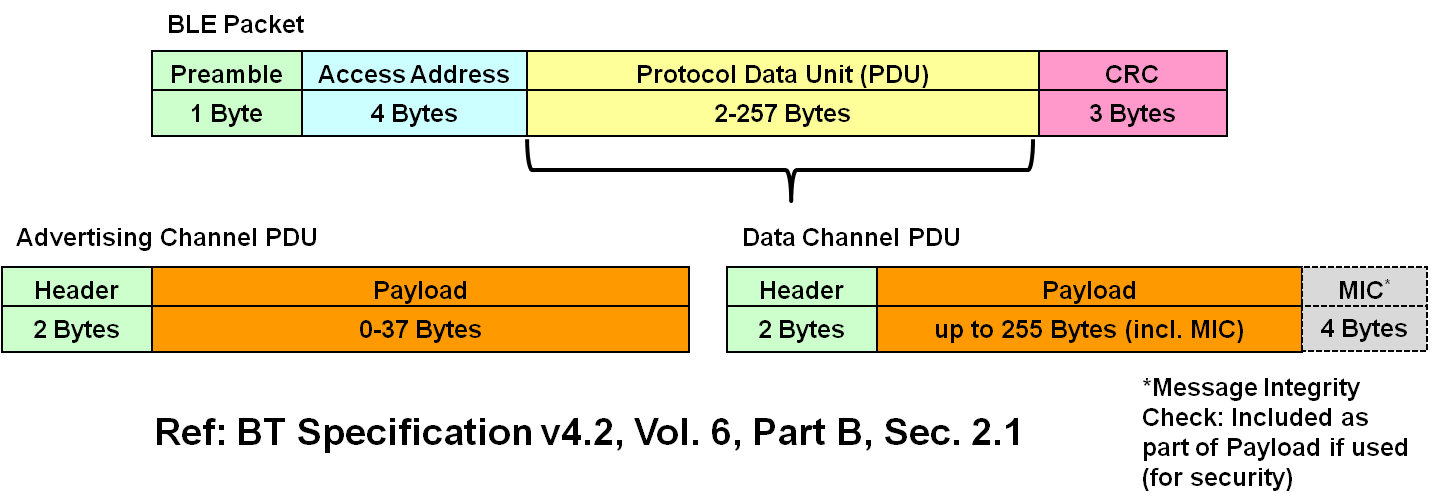 BLE Packet
Preamble Access Address Protocol Data Unit (PDU) CRC
1 Byte 4 Bytes 2-257 Bytes 3 Bytes
Advertising Channel PDU Data Channel PDU
Header Payload Header Payload MIC*
2 Bytes 0-37 Bytes 2 Bytes up to 255 Bytes (incl. MIC) 4 Bytes
*Message Integrity
Check: Included as
part of Payload if used
(for security)
Ref: BT Specification v4.2, Vol. 6, Part B, Sec. 2.1